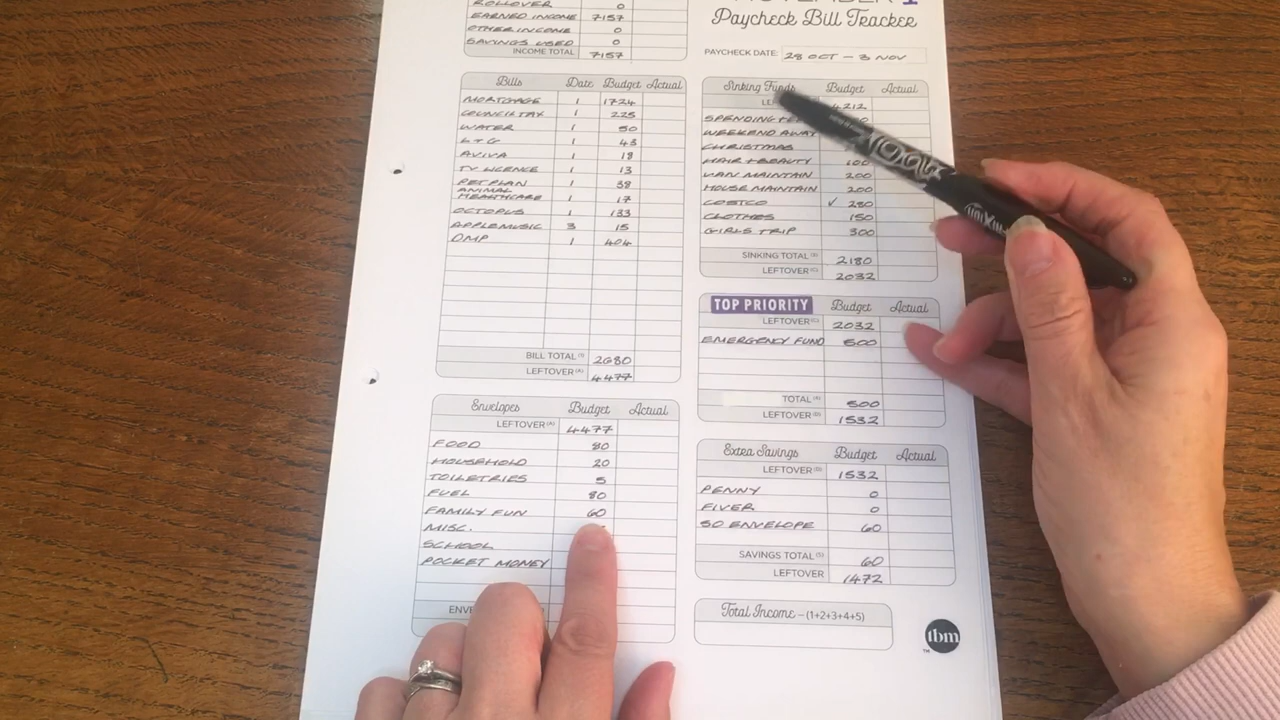 ROLLOVER 0
EARNED INCOME 7157
OTHER INCOME 0
SAVINGS USED 0
INCOME TOTAL 7157
Bills Date Budget Actual
MORTGAGE 1 1724
COUNCIL TAX 1 225
WATER 1 50
L+G 1 43
AVIVA 1 18
TV LICENCE 1 13
PETPLAN 1 38
ANIMAL HEALTHCARE 1 17
OCTOPUS 1 133
APPLE MUSIC 3 15
DMP 1 404
BILL TOTAL (1) 2680
LEFTOVER (A) 4477
Envelopes Budget Actual
LEFTOVER (A) 4477
FOOD 80
HOUSEHOLD 20
TOILETRIES 5
FUEL 80
FAMILY FUN 60
MISC.
SCHOOL
POCKET MONEY
NOVEMBER 1
Paycheck Bill Tracker
PAYCHECK DATE: 28 OCT - 3 NOV
Sinking Funds Budget Actual
4212
SPENDING
WEEKEND AWAY
CHRISTMAS
HAIR + BEAUTY 100
VAN MAINTAIN 200
HOUSE MAINTAIN 200
COSTCO ✓ 280
CLOTHES 150
GIRLS TRIP 300
SINKING TOTAL (3) 2180
LEFTOVER (C) 2032
TOP PRIORITY Budget Actual
LEFTOVER (C) 2032
EMERGENCY FUND 500
TOTAL (4) 500
LEFTOVER (D) 1532
Extra Savings Budget Actual
LEFTOVER (D) 1532
PENNY 0
FIVER 0
50 ENVELOPE 60
SAVINGS TOTAL (5) 60
LEFTOVER 1472
Total Income - (1+2+3+4+5)
tbm
TM